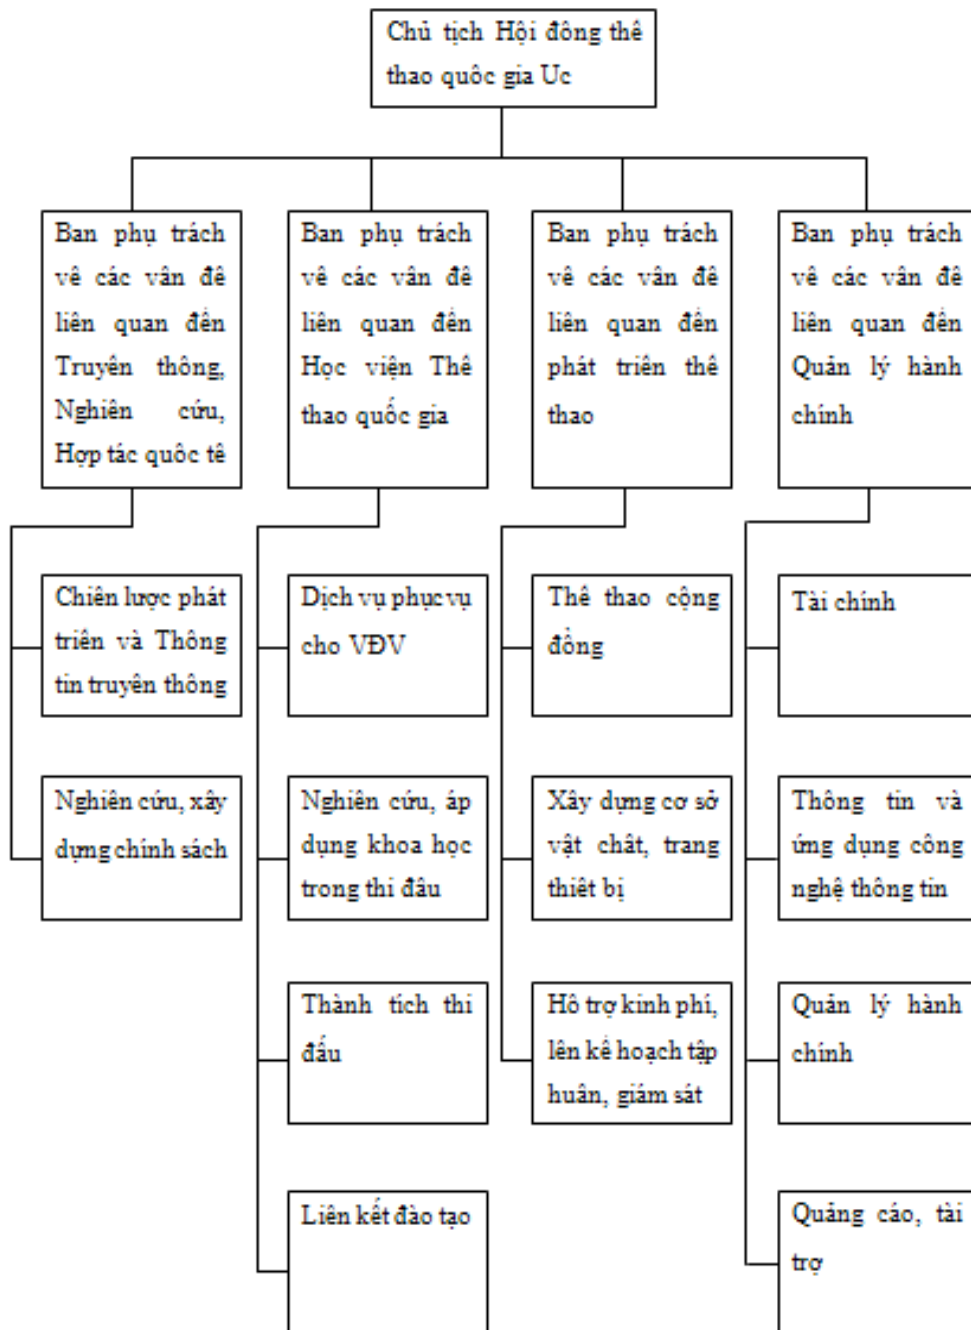 Chủ tịch Hội đồng thể
thao quốc gia Úc
Ban phụ trách
về các vấn đề
liên quan đến
Truyền thông,
Nghiên cứu,
Hợp tác quốc tế
Ban phụ trách
về các vấn đề
liên quan đến
Học viện Thể
thao quốc gia
Ban phụ trách
về các vấn đề
liên quan đến
phát triển thể
thao
Ban phụ trách
về các vấn đề
liên quan đến
Quản lý hành
chính
Chiến lược phát
triển và Thông
tin truyền thông
Nghiên cứu, xây
dựng chính sách
Dịch vụ phục vụ
cho VĐV
Nghiên cứu, áp
dụng khoa học
trong thi đấu
Thành tích thi
đấu
Liên kết đào tạo
Thể thao cộng
đồng
Xây dựng cơ sở
vật chất, trang
thiết bị
Hỗ trợ kinh phí,
lên kế hoạch tập
huấn, giám sát
Tài chính
Thông tin và
ứng dụng công
nghệ thông tin
Quản lý hành
chính
Quảng cáo, tài
trợ